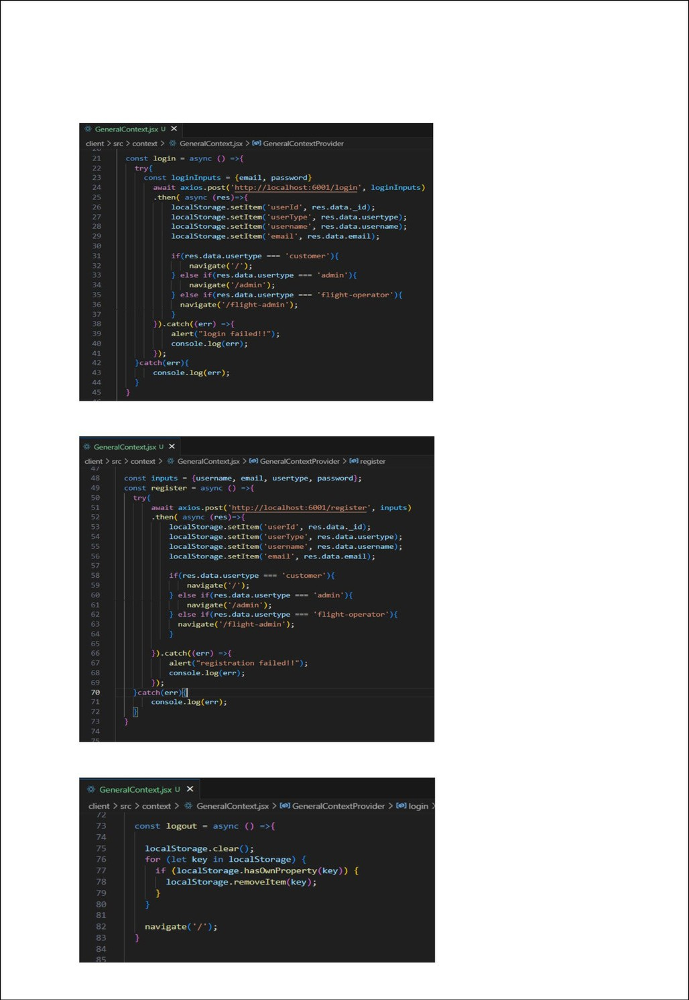 GeneralContext.jsx U X
client > src > context > GeneralContext.jsx > GeneralContextProvider
21 const login = async () =>{
22 try{
23 const loginInputs = {email, password}
24 await axios.post('http://localhost:6001/login', loginInputs)
25 .then( async (res)=>{
26 localStorage.setItem('userId', res.data._id);
27 localStorage.setItem('userType', res.data.usertype);
28 localStorage.setItem('username', res.data.username);
29 localStorage.setItem('email', res.data.email);
30
31 if(res.data.usertype === 'customer'){
32 navigate('/');
33 } else if(res.data.usertype === 'admin'){
34 navigate('/admin');
35 } else if(res.data.usertype === 'flight-operator'){
36 navigate('/flight-admin');
37 }
38 }).catch((err) =>{
39 alert("login failed!!");
40 console.log(err);
41 });
42 }catch(err){
43 console.log(err);
44 }
45 }
GeneralContext.jsx U X
client > src > context > GeneralContext.jsx > GeneralContextProvider > register
47
48 const inputs = {username, email, usertype, password};
49 const register = async () =>{
50 try{
51 await axios.post('http://localhost:6001/register', inputs)
52 .then( async (res)=>{
53 localStorage.setItem('userId', res.data._id);
54 localStorage.setItem('userType', res.data.usertype);
55 localStorage.setItem('username', res.data.username);
56 localStorage.setItem('email', res.data.email);
57
58 if(res.data.usertype === 'customer'){
59 navigate('/');
60 } else if(res.data.usertype === 'admin'){
61 navigate('/admin');
62 } else if(res.data.usertype === 'flight-operator'){
63 navigate('/flight-admin');
64 }
65
66 }).catch((err) =>{
67 alert("registration failed!!");
68 console.log(err);
69 });
70 }catch(err){
71 console.log(err);
72 }
73 }
74
75
GeneralContext.jsx U X
client > src > context > GeneralContext.jsx > GeneralContextProvider > login >
72
73 const logout = async () =>{
74
75 localStorage.clear();
76 for (let key in localStorage) {
77 if (localStorage.hasOwnProperty(key)) {
78 localStorage.removeItem(key);
79 }
80 }
81
82 navigate('/');
83 }
84
85